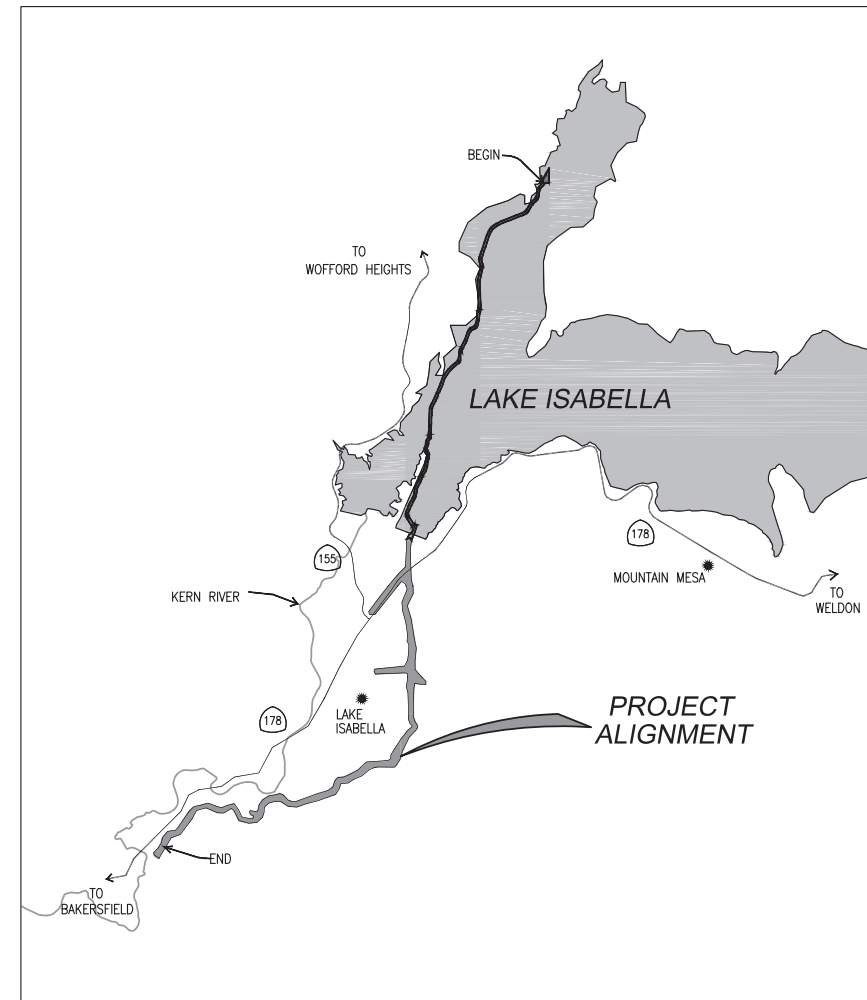 BEGIN
TO
WOFFORD HEIGHTS
LAKE ISABELLA
155
178
MOUNTAIN MESA
TO
WELDON
KERN RIVER
178
LAKE
ISABELLA
PROJECT
ALIGNMENT
END
TO
BAKERSFIELD